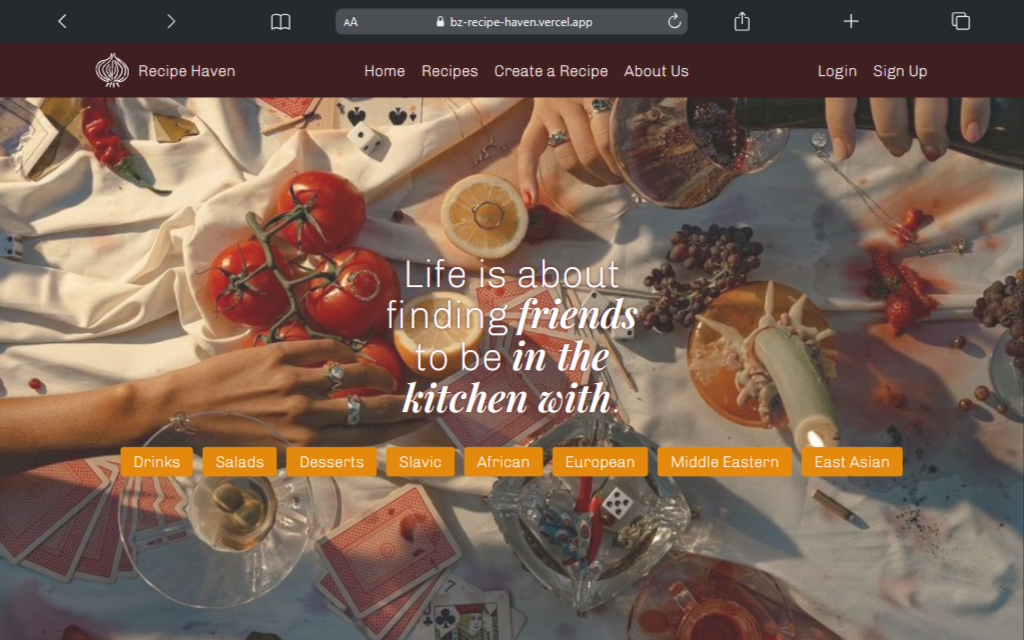 AA bz-recipe-haven.vercel.app
Recipe Haven Home Recipes Create a Recipe About Us Login Sign Up
Life is about
finding friends
to be in the
kitchen with.
Drinks Salads Desserts Slavic African European Middle Eastern East Asian